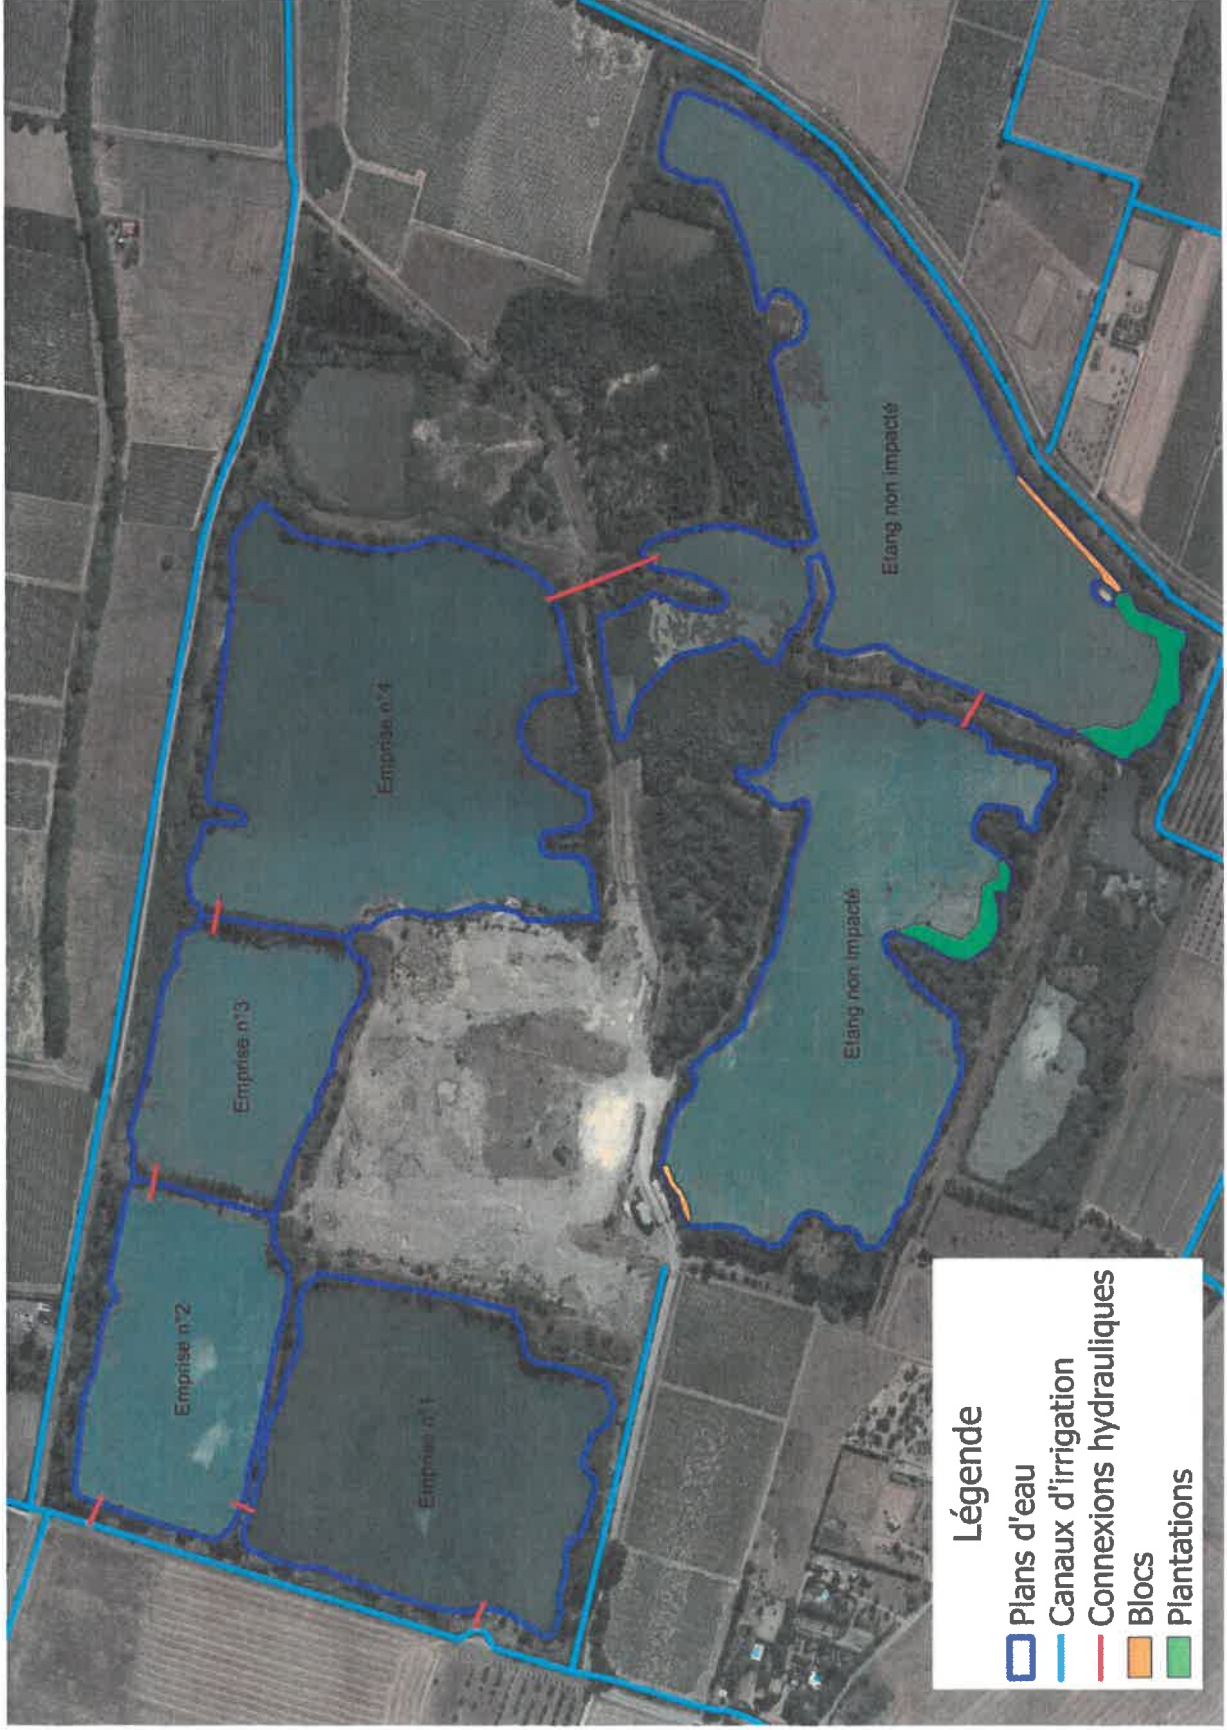 Emprise n°1
Emprise n°2
Emprise n°3
Emprise n°4
Etang non impacté
Etang non impacté
Légende
Plans d'eau
Canaux d'irrigation
Connexions hydrauliques
Blocs
Plantations